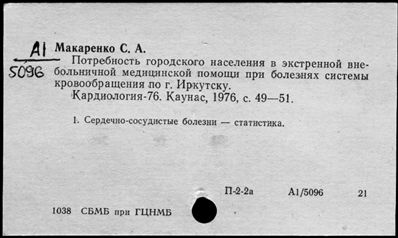 А1
5096
Макаренко С. А.
Потребность городского населения в экстренной вне-
больничной медицинской помощи при болезнях системы
кровообращения по г. Иркутску.
Кардиология-76. Каунас, 1976, с. 49—51.
1. Сердечно-сосудистые болезни — статистика.
П-2-2а А1/5096 21
1038 СБМБ при ГЦНМБ